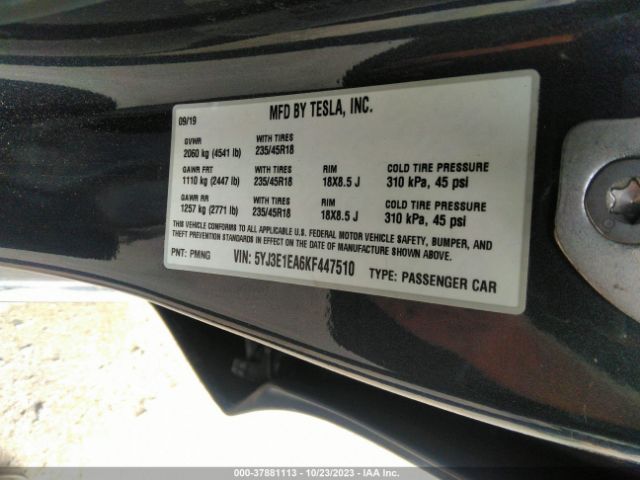 MFD BY TESLA, INC.
09/19
GVWR WITH TIRES
2060 kg (4541 lb) 235/45R18
GAWR FRT WITH TIRES RIM COLD TIRE PRESSURE
1110 kg (2447 lb) 235/45R18 18X8.5 J 310 kPa, 45 psi
GAWR RR WITH TIRES RIM COLD TIRE PRESSURE
1257 kg (2771 lb) 235/45R18 18X8.5 J 310 kPa, 45 psi
THIS VEHICLE CONFORMS TO ALL APPLICABLE U.S. FEDERAL MOTOR VEHICLE SAFETY, BUMPER, AND
THEFT PREVENTION STANDARDS IN EFFECT ON THE DATE OF MANUFACTURE SHOWN ABOVE.
PNT: PMNG VIN: 5YJ3E1EA6KF447510 TYPE: PASSENGER CAR
000-37881113 - 10/23/2023 - IAA Inc.